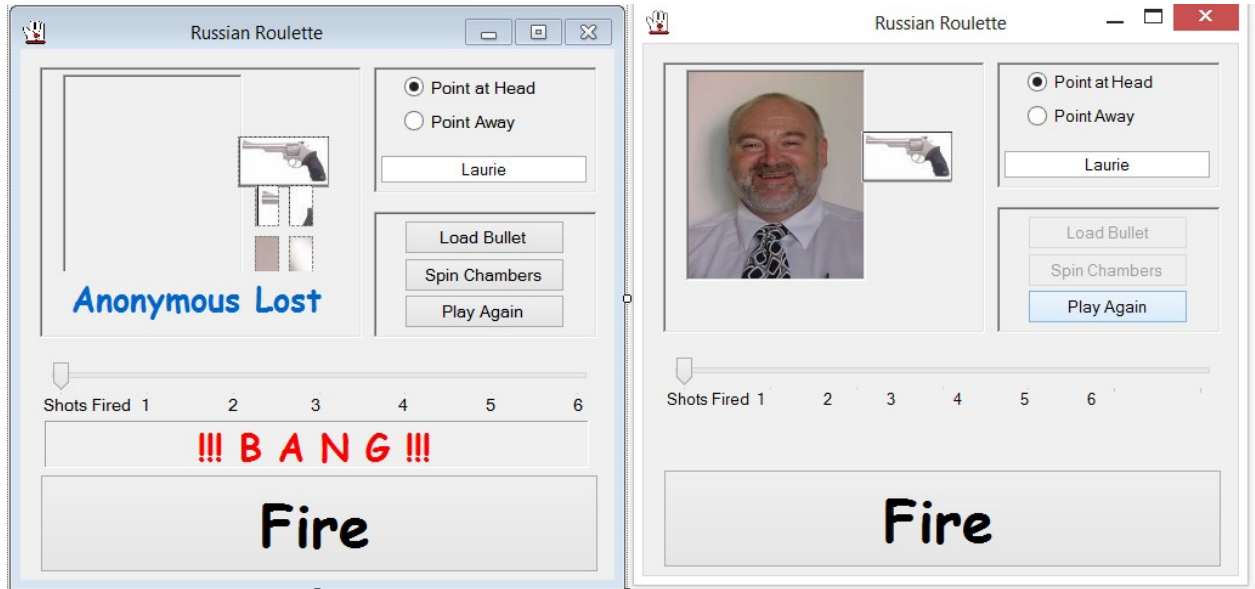 Russian Roulette
Point at Head
Point Away
Laurie
Load Bullet
Spin Chambers
Play Again
Anonymous Lost
Shots Fired 1 2 3 4 5 6
!!! B A N G !!!
Fire
Russian Roulette
Point at Head
Point Away
Laurie
Load Bullet
Spin Chambers
Play Again
Shots Fired 1 2 3 4 5 6
Fire